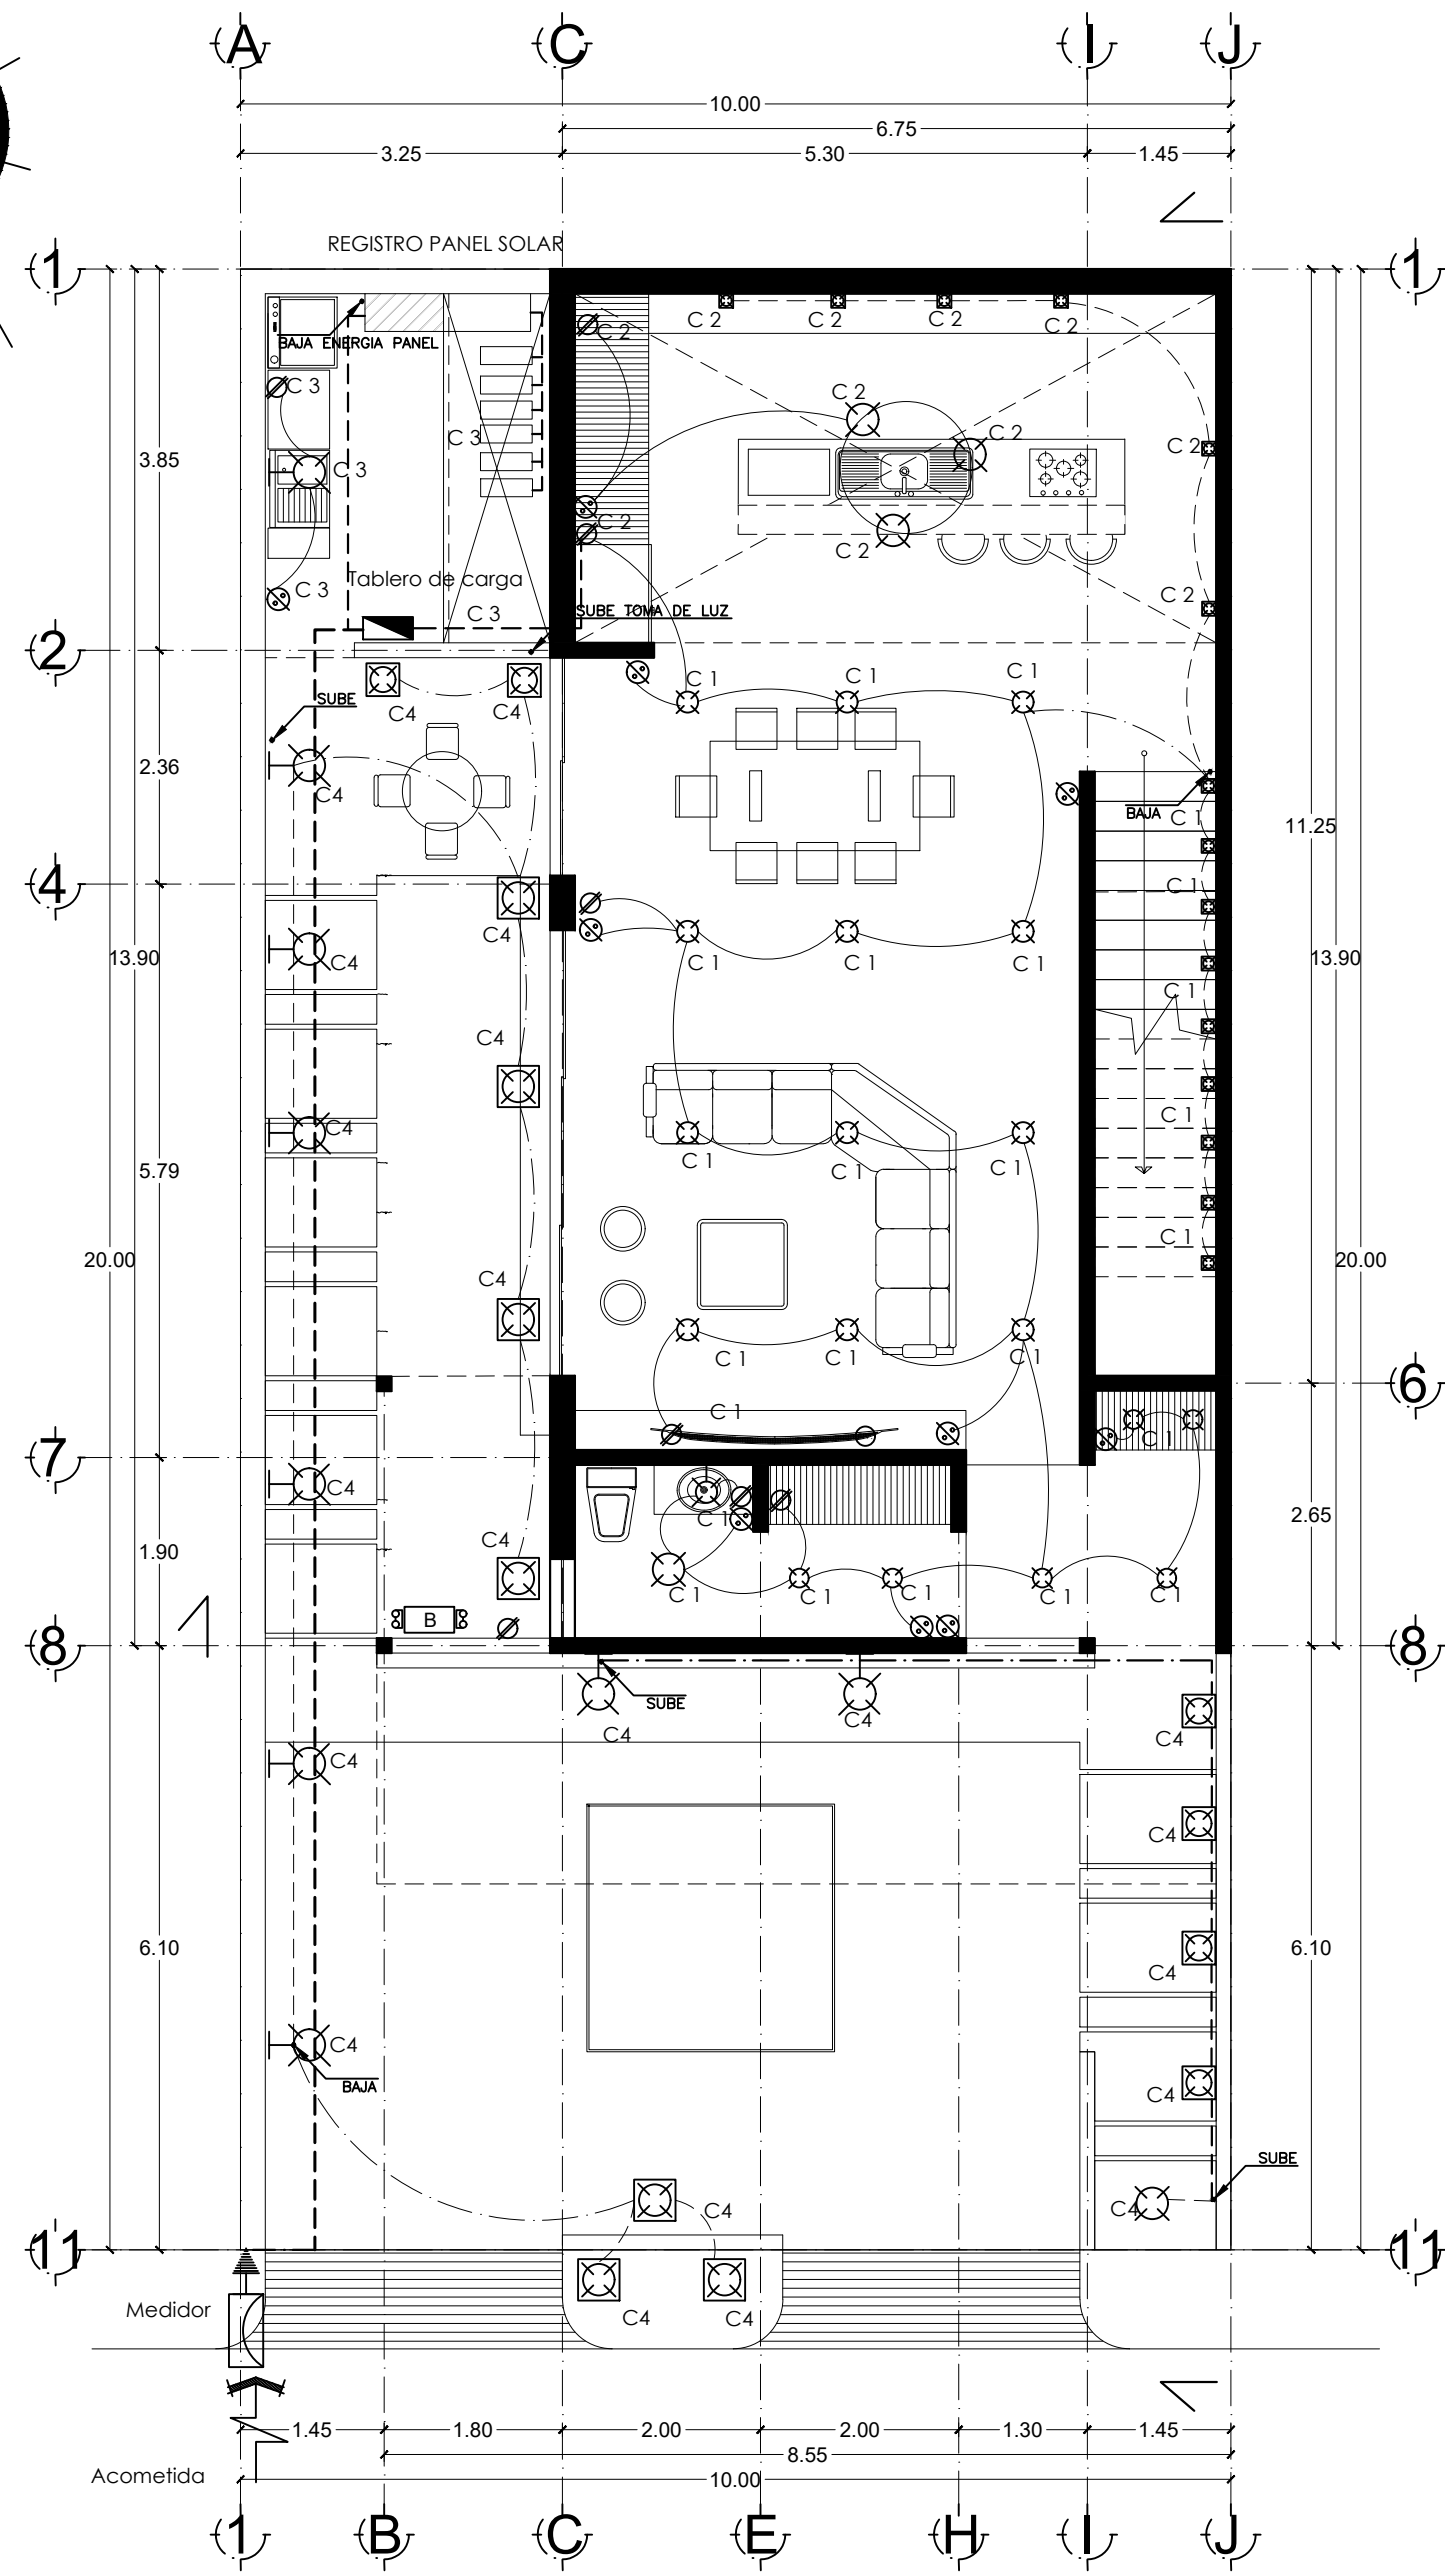 A C I J
10.00
6.75
3.25 5.30 1.45
REGISTRO PANEL SOLAR
1 1
C 2 C 2 C 2 C 2
C 2
BAJA ENERGIA PANEL
C 3
C 2
C 2
C 3
C 2
3.85
C 3
C 2
C 2
Tablero de carga
C 3
C 2
C 3
SUBE TOMA DE LUZ
2
C 1 C 1 C 1
SUBE
C4 C4
2.36
C4
BAJA
C 1
11.25
4
C 1
C4
13.90 C4 C 1 C 1 C 1 13.90
C 1
C4
C4
C 1
5.79
C 1 C 1 C 1
C 1
20.00 20.00
C4
C 1 C 1 C 1
6
C 1
C 1
7
C4
C 1
2.65
C4
1.90
C 1 C 1 C 1 C 1
B
8 8
SUBE
C4 C4 C4
C4
C4
6.10 6.10
C4
C4
BAJA
C4
SUBE
C4 C4
11 11
Medidor
C4 C4
1.45 1.80 2.00 2.00 1.30 1.45
8.55
Acometida
10.00
1 B C E H I J